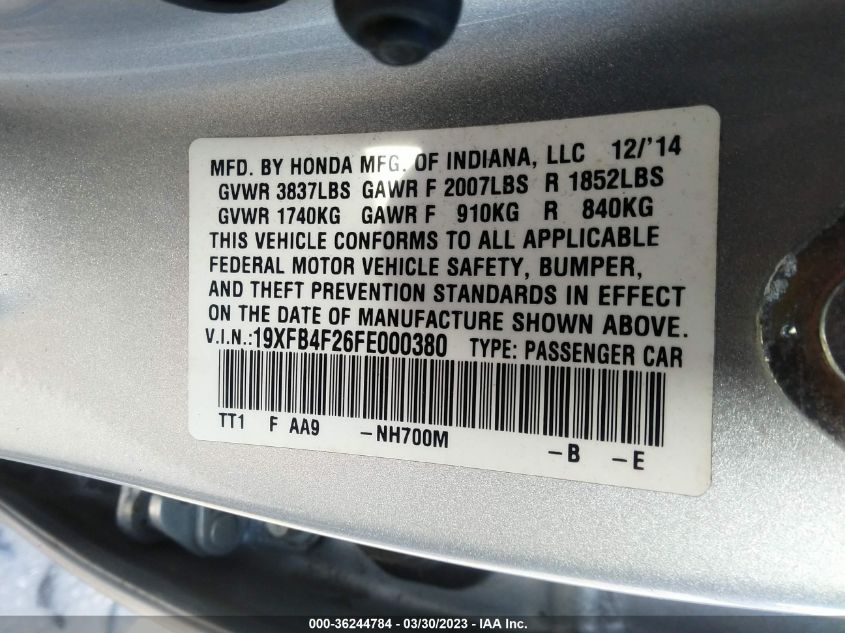 MFD. BY HONDA MFG. OF INDIANA, LLC 12/'14
GVWR 3837LBS GAWR F 2007LBS R 1852LBS
GVWR 1740KG GAWR F 910KG R 840KG
THIS VEHICLE CONFORMS TO ALL APPLICABLE
FEDERAL MOTOR VEHICLE SAFETY, BUMPER,
AND THEFT PREVENTION STANDARDS IN EFFECT
ON THE DATE OF MANUFACTURE SHOWN ABOVE.
V.I.N.:19XFB4F26FE000380 TYPE: PASSENGER CAR
TT1 F AA9 -NH700M -B -E
000-36244784 - 03/30/2023 - IAA Inc.